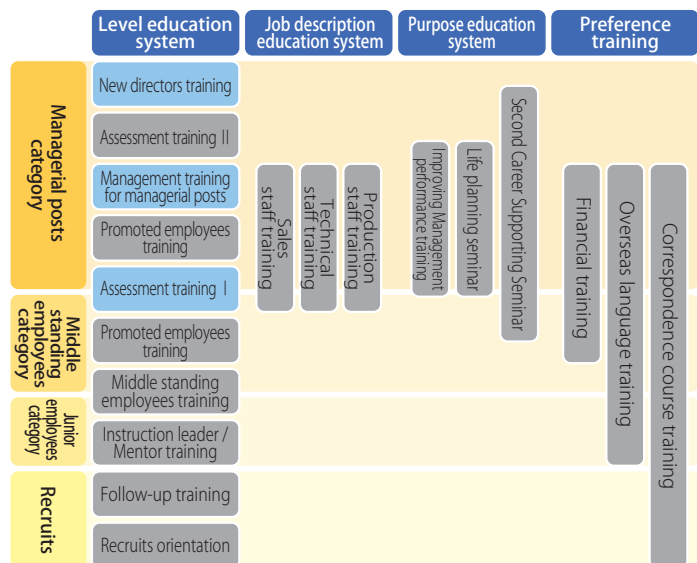 Level education
system
Job description
education system
Purpose education
system
Preference
training
Managerial posts
category
Middle
standing
employees
category
Junior
employees
category
Recruits
New directors training
Assessment training II
Management training
for managerial posts
Promoted employees
training
Assessment training I
Promoted employees
training
Middle standing
employees training
Instruction leader /
Mentor training
Follow-up training
Recruits orientation
Sales
staff training
Technical
staff training
Production
staff training
Improving Management
performance training
Life planning seminar
Second Career Supporting Seminar
Financial training
Overseas language training
Correspondence course training